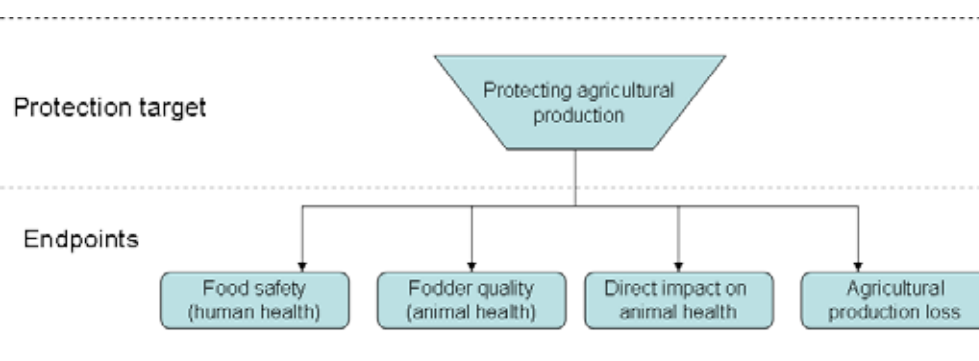 Protecting agricultural
production
Protection target
Endpoints
Food safety
(human health)
Fodder quality
(animal health)
Direct impact on
animal health
Agricultural
production loss